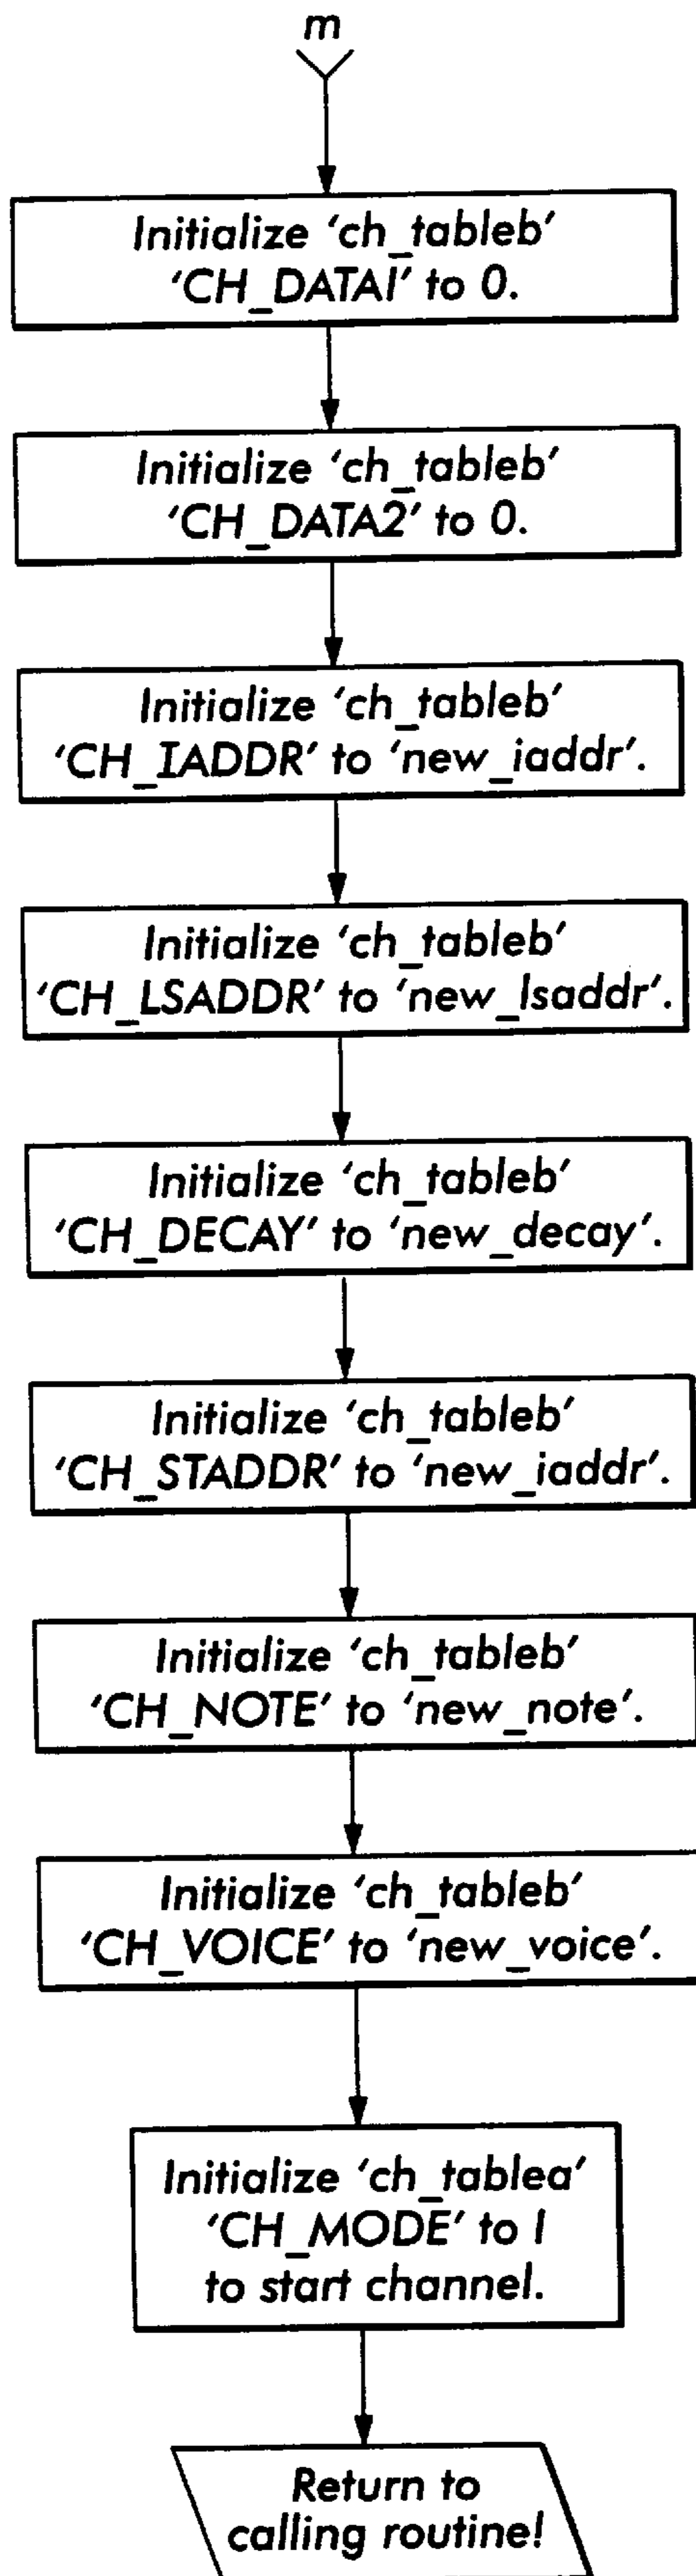 m
Initialize 'ch_tableb'
'CH_DATA1' to 0.
Initialize 'ch_tableb'
'CH_DATA2' to 0.
Initialize 'ch_tableb'
'CH_IADDR' to 'new_iaddr'.
Initialize 'ch_tableb'
'CH_LSADDR' to 'new_lsaddr'.
Initialize 'ch_tableb'
'CH_DECAY' to 'new_decay'.
Initialize 'ch_tableb'
'CH_STADDR' to 'new_iaddr'.
Initialize 'ch_tableb'
'CH_NOTE' to 'new_note'.
Initialize 'ch_tableb'
'CH_VOICE' to 'new_voice'.
Initialize 'ch_tablea'
'CH_MODE' to 1
to start channel.
Return to
calling routine!